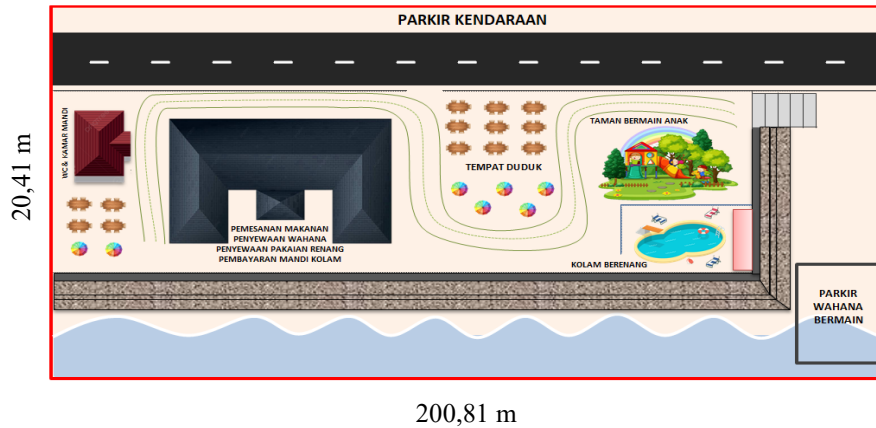 PARKIR KENDARAAN
20,41 m
WC & KAMAR MANDI
TAMAN BERMAIN ANAK
TEMPAT DUDUK
PEMESANAN MAKANAN
PENYEWAAN WAHANA
PENYEWAAN PAKAIAN RENANG
PEMBAYARAN MANDI KOLAM
KOLAM BERENANG
PARKIR
WAHANA
BERMAIN
200,81 m